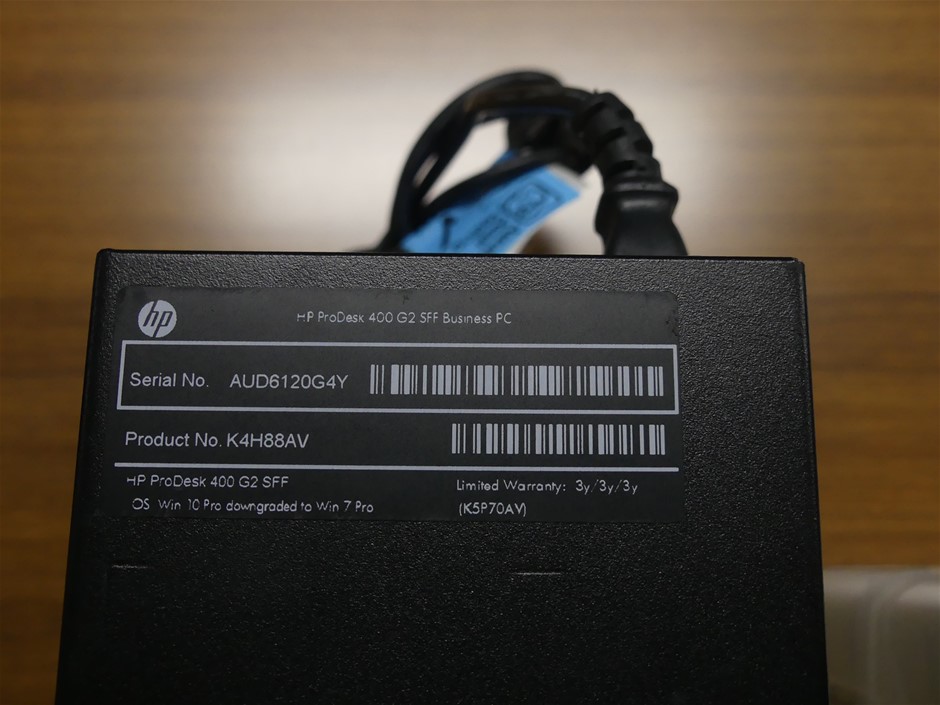 hp
HP ProDesk 400 G2 SFF Business PC
Serial No. AUD6120G4Y
Product No. K4H88AV
HP ProDesk 400 G2 SFF
OS Win 10 Pro downgraded to Win 7 Pro
Limited Warranty: 3y/3y/3y
(K5P70AV)